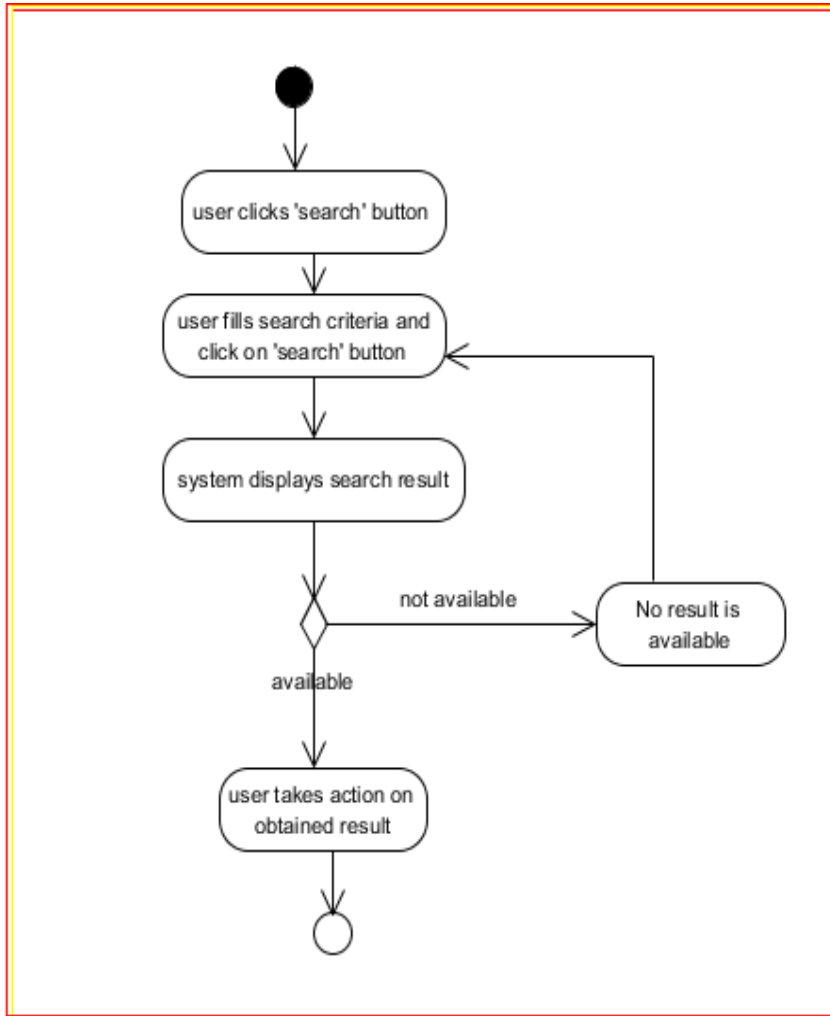 user clicks 'search' button
user fills search criteria and
click on 'search' button
system displays search result
not available
No result is
available
available
user takes action on
obtained result